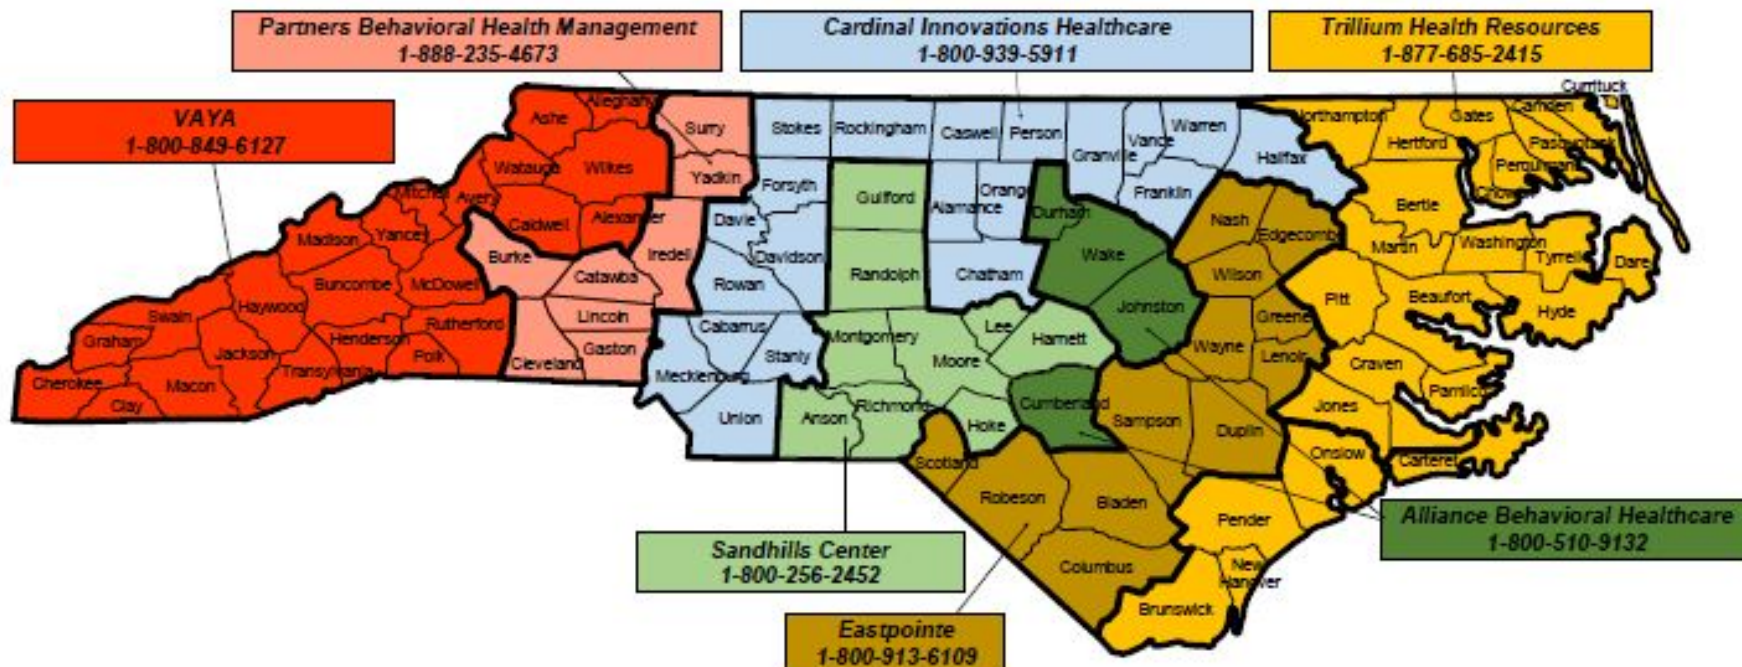 Partners Behavioral Health Management
1-888-235-4673
Cardinal Innovations Healthcare
1-800-939-5911
Trillium Health Resources
1-877-685-2415
VAYA
1-800-849-6127
Currituck
Ashe
Alleghany
Surry
Stokes
Rockingham
Caswell
Person
Granville
Vance
Warren
Halifax
Northampton
Gates
Hertford
Camden
Pasquotank
Perquimans
Chowan
Watauga
Wilkes
Yadkin
Forsyth
Guilford
Alamance
Orange
Durham
Franklin
Nash
Edgecombe
Bertie
Mitchell
Avery
Caldwell
Alexander
Iredell
Davie
Davidson
Madison
Yancey
Burke
Catawba
Rowan
Randolph
Chatham
Wake
Wilson
Martin
Washington
Tyrrell
Dare
Buncombe
McDowell
Haywood
Swain
Graham
Jackson
Henderson
Rutherford
Polk
Lincoln
Gaston
Cleveland
Cabarrus
Stanly
Montgomery
Moore
Lee
Harnett
Johnston
Greene
Pitt
Beaufort
Hyde
Cherokee
Macon
Clay
Transylvania
Mecklenburg
Union
Anson
Richmond
Hoke
Cumberland
Wayne
Lenoir
Craven
Pamlico
Jones
Sampson
Duplin
Onslow
Carteret
Scotland
Robeson
Bladen
Pender
Columbus
New
Hanover
Brunswick
Alliance Behavioral Healthcare
1-800-510-9132
Sandhills Center
1-800-256-2452
Eastpointe
1-800-913-6109